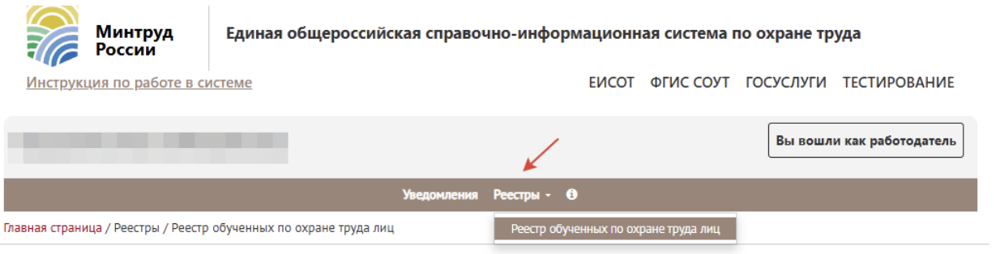 Минтруд
России
Единая общероссийская справочно-информационная система по охране труда
Инструкция по работе в системе
ЕИСОТ ФГИС СОУТ ГОСУСЛУГИ ТЕСТИРОВАНИЕ
Вы вошли как работодатель
Уведомления Реестры
Главная страница / Реестры / Реестр обученных по охране труда лиц
Реестр обученных по охране труда лиц